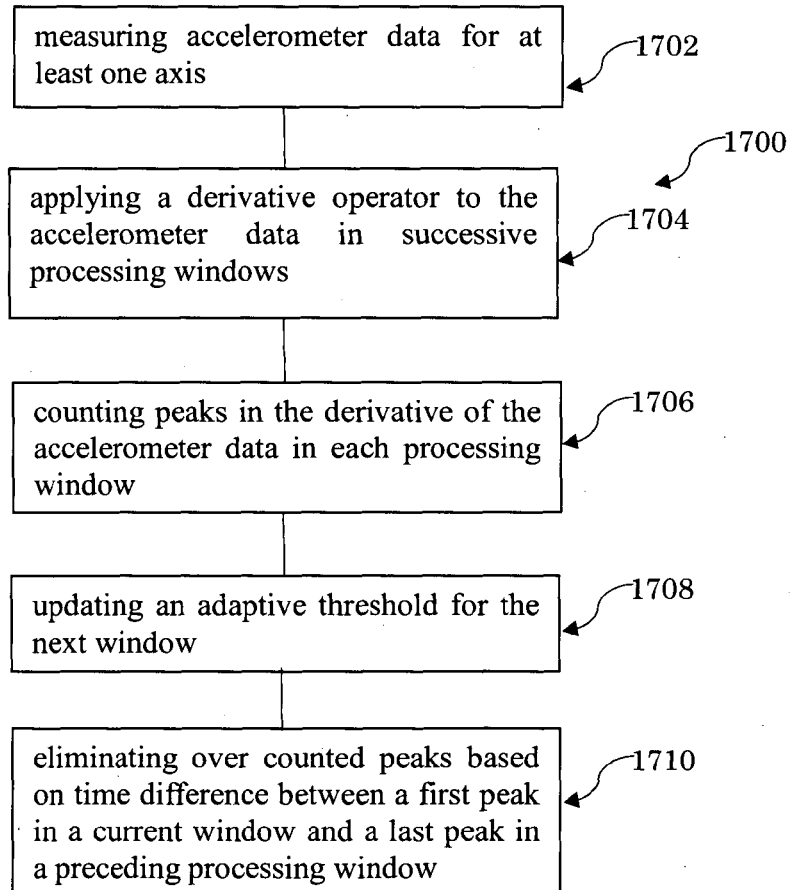 measuring accelerometer data for at
least one axis
1702
1700
applying a derivative operator to the
accelerometer data in successive
processing windows
1704
counting peaks in the derivative of the
accelerometer data in each processing
window
1706
updating an adaptive threshold for the
next window
1708
eliminating over counted peaks based
on time difference between a first peak
in a current window and a last peak in
a preceding processing window
1710